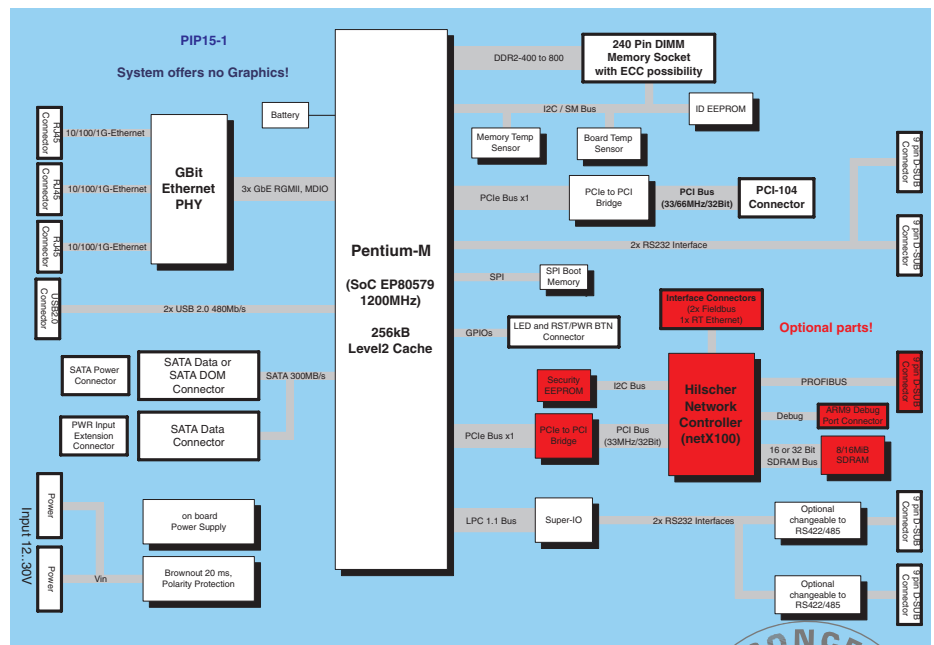 PIP15-1
System offers no Graphics!
RJ45
Connector
10/100/1G-Ethernet
RJ45
Connector
10/100/1G-Ethernet
RJ45
Connector
10/100/1G-Ethernet
GBit
Ethernet
PHY
3x GbE RGMII, MDIO
Battery
USB2.0
Connector
2x USB 2.0 480Mb/s
SATA Power
Connector
SATA Data or
SATA DOM
Connector
SATA 300MB/s
PWR Input
Extension
Connector
SATA Data
Connector
Input 12..30V
Power
Power
Vin
on board
Power Supply
Brownout 20 ms,
Polarity Protection
Pentium-M
(SoC EP80579
1200MHz)
256kB
Level2 Cache
DDR2-400 to 800
240 Pin DIMM
Memory Socket
with ECC possibility
I2C / SM Bus
ID EEPROM
Memory Temp
Sensor
Board Temp
Sensor
PCIe Bus x1
PCIe to PCI
Bridge
PCI Bus
(33/66MHz/32Bit)
PCI-104
Connector
9 pin D-SUB
Connector
2x RS232 Interface
9 pin D-SUB
Connector
SPI
SPI Boot
Memory
GPIOs
LED and RST/PWR BTN
Connector
Interface Connectors
(2x Fieldbus
1x RT Ethernet)
Optional parts!
Security
EEPROM
I2C Bus
Hilscher
Network
Controller
(netX100)
PROFIBUS
9 pin D-SUB
Connector
Debug
ARM9 Debug
Port Connector
PCIe Bus x1
PCIe to PCI
Bridge
PCI Bus
(33MHz/32Bit)
16 or 32 Bit
SDRAM Bus
8/16MiB
SDRAM
LPC 1.1 Bus
Super-IO
2x RS232 Interfaces
Optional
changeable to
RS422/485
9 pin D-SUB
Connector
Optional
changeable to
RS422/485
9 pin D-SUB
Connector